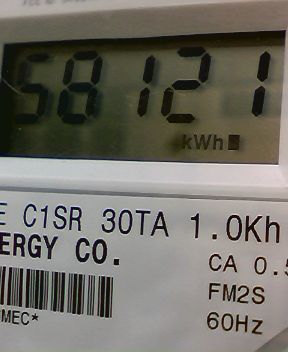 58121
kWh
E C1SR 30TA 1.0Kh
ERGY CO.
CA 0.5
FM2S
MEC*
60Hz